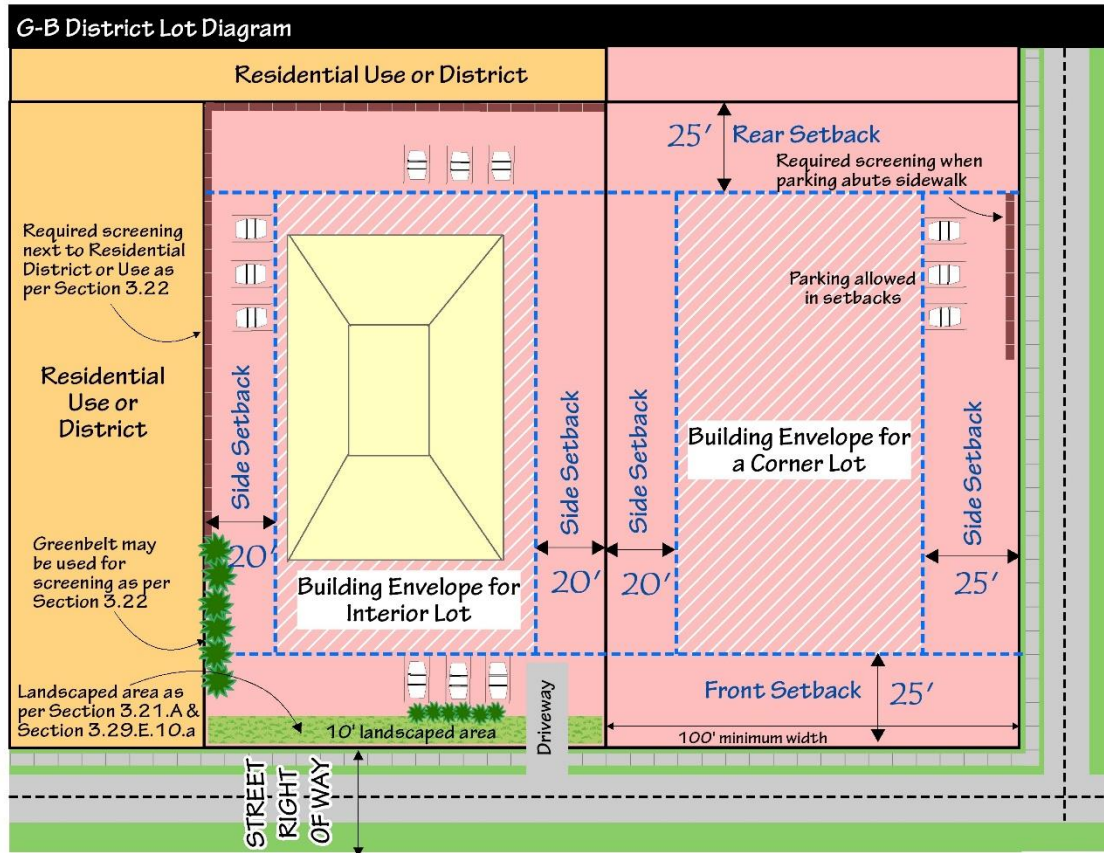 G-B District Lot Diagram
Residential Use or District
25'
Rear Setback
Required screening when
parking abuts sidewalk
Required screening
next to Residential
District or Use as
per Section 3.22
Parking allowed
in setbacks
Residential
Use or
District
Side Setback
20'
Building Envelope for
Interior Lot
Side Setback
20'
Side Setback
20'
Building Envelope for
a Corner Lot
Side Setback
25'
Greenbelt may
be used for
screening as per
Section 3.22
Landscaped area as
per Section 3.21.A &
Section 3.29.E.10.a
10' landscaped area
Driveway
Front Setback
25'
100' minimum width
STREET
RIGHT
OF WAY